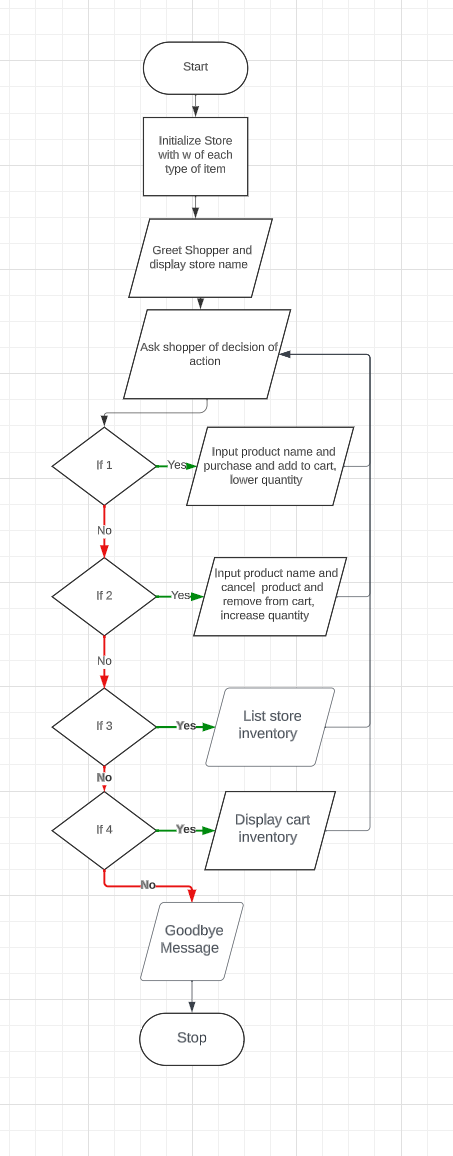 Start
Initialize Store
with w of each
type of item
Greet Shopper and
display store name
Ask shopper of decision of
action
If 1
Yes
Input product name and
purchase and add to cart,
lower quantity
No
If 2
Yes
Input product name and
cancel product and
remove from cart,
increase quantity
No
If 3
Yes
List store
inventory
No
If 4
Yes
Display cart
inventory
No
Goodbye
Message
Stop